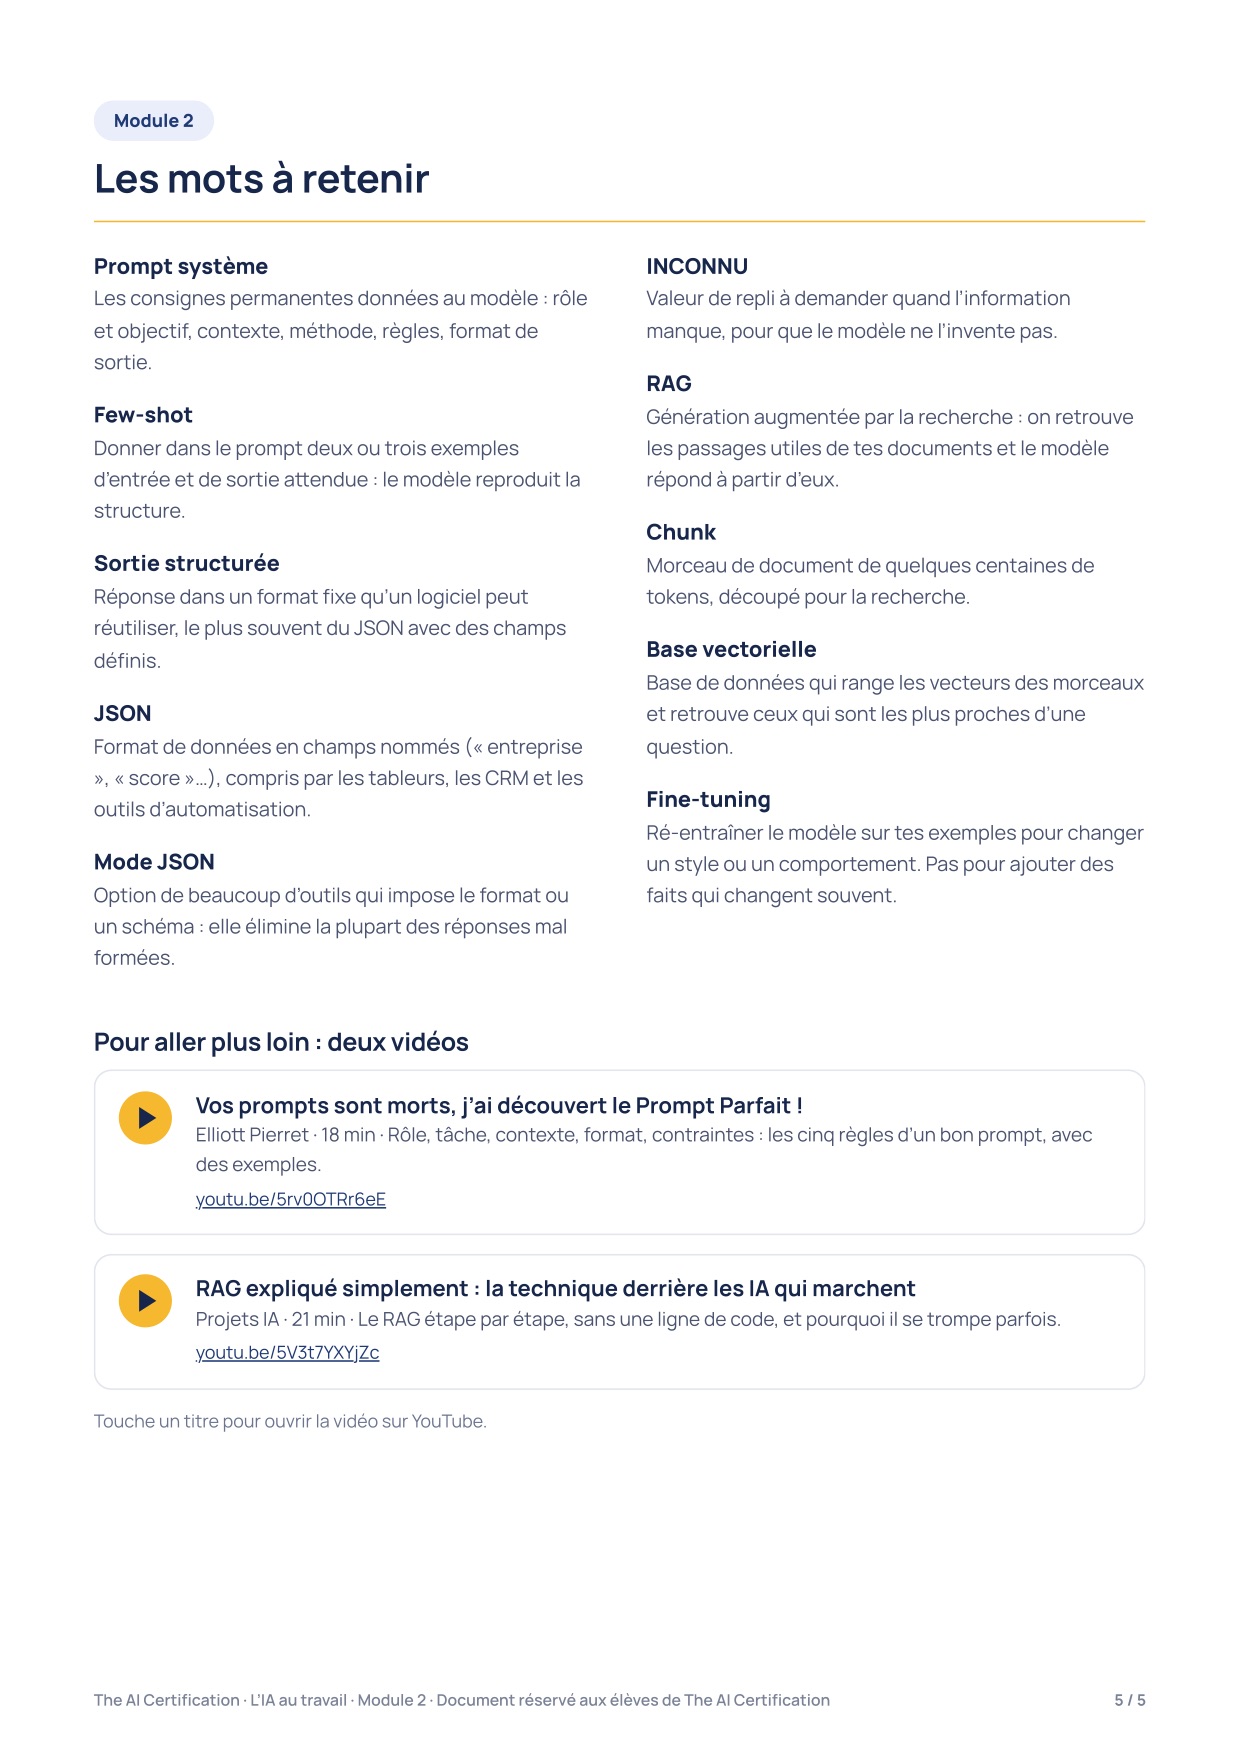 Module 2
Les mots à retenir
Prompt système
Les consignes permanentes données au modèle : rôle
et objectif, contexte, méthode, règles, format de
sortie.
Few-shot
Donner dans le prompt deux ou trois exemples
d’entrée et de sortie attendue : le modèle reproduit la
structure.
Sortie structurée
Réponse dans un format fixe qu’un logiciel peut
réutiliser, le plus souvent du JSON avec des champs
définis.
JSON
Format de données en champs nommés (« entreprise
», « score »…), compris par les tableurs, les CRM et les
outils d’automatisation.
Mode JSON
Option de beaucoup d’outils qui impose le format ou
un schéma : elle élimine la plupart des réponses mal
formées.
INCONNU
Valeur de repli à demander quand l’information
manque, pour que le modèle ne l’invente pas.
RAG
Génération augmentée par la recherche : on retrouve
les passages utiles de tes documents et le modèle
répond à partir d’eux.
Chunk
Morceau de document de quelques centaines de
tokens, découpé pour la recherche.
Base vectorielle
Base de données qui range les vecteurs des morceaux
et retrouve ceux qui sont les plus proches d’une
question.
Fine-tuning
Ré-entraîner le modèle sur tes exemples pour changer
un style ou un comportement. Pas pour ajouter des
faits qui changent souvent.
Pour aller plus loin : deux vidéos
Vos prompts sont morts, j’ai découvert le Prompt Parfait !
Elliott Pierret · 18 min · Rôle, tâche, contexte, format, contraintes : les cinq règles d’un bon prompt, avec
des exemples.
youtu.be/5rv0OTRr6eE
RAG expliqué simplement : la technique derrière les IA qui marchent
Projets IA · 21 min · Le RAG étape par étape, sans une ligne de code, et pourquoi il se trompe parfois.
youtu.be/5V3t7YXYjZc
Touche un titre pour ouvrir la vidéo sur YouTube.
The AI Certification · L’IA au travail · Module 2 · Document réservé aux élèves de The AI Certification
5 / 5